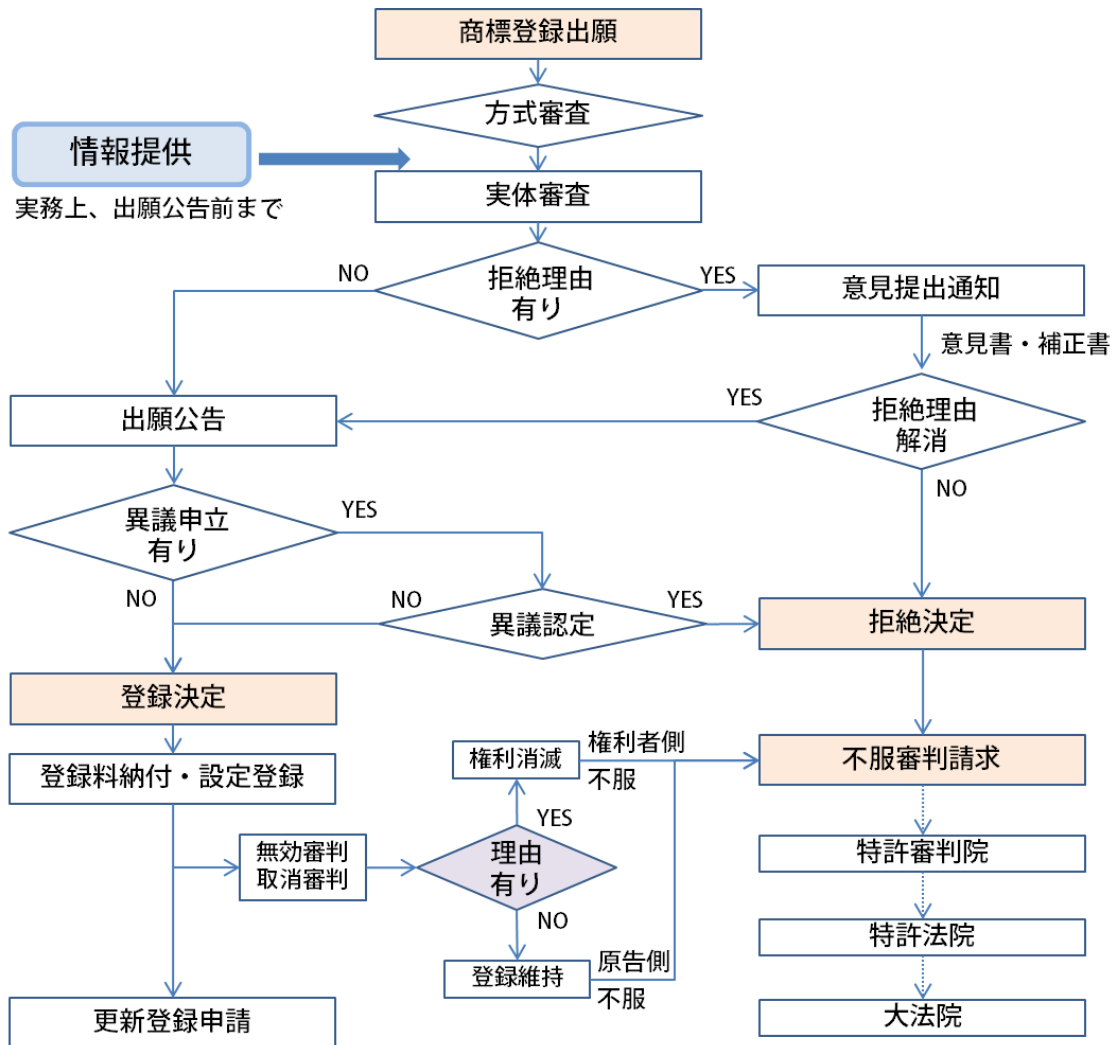 商標登録出願
方式審査
情報提供
実務上、出願公告前まで
実体審査
拒絶理由
有り
NO
YES
意見提出通知
意見書・補正書
出願公告
YES
拒絶理由
解消
NO
異議申立
有り
YES
NO
NO
異議認定
YES
拒絶決定
登録決定
登録料納付・設定登録
権利消滅
権利者側
不服
不服審判請求
YES
無効審判
取消審判
理由
有り
NO
特許審判院
登録維持
原告側
不服
特許法院
更新登録申請
大法院